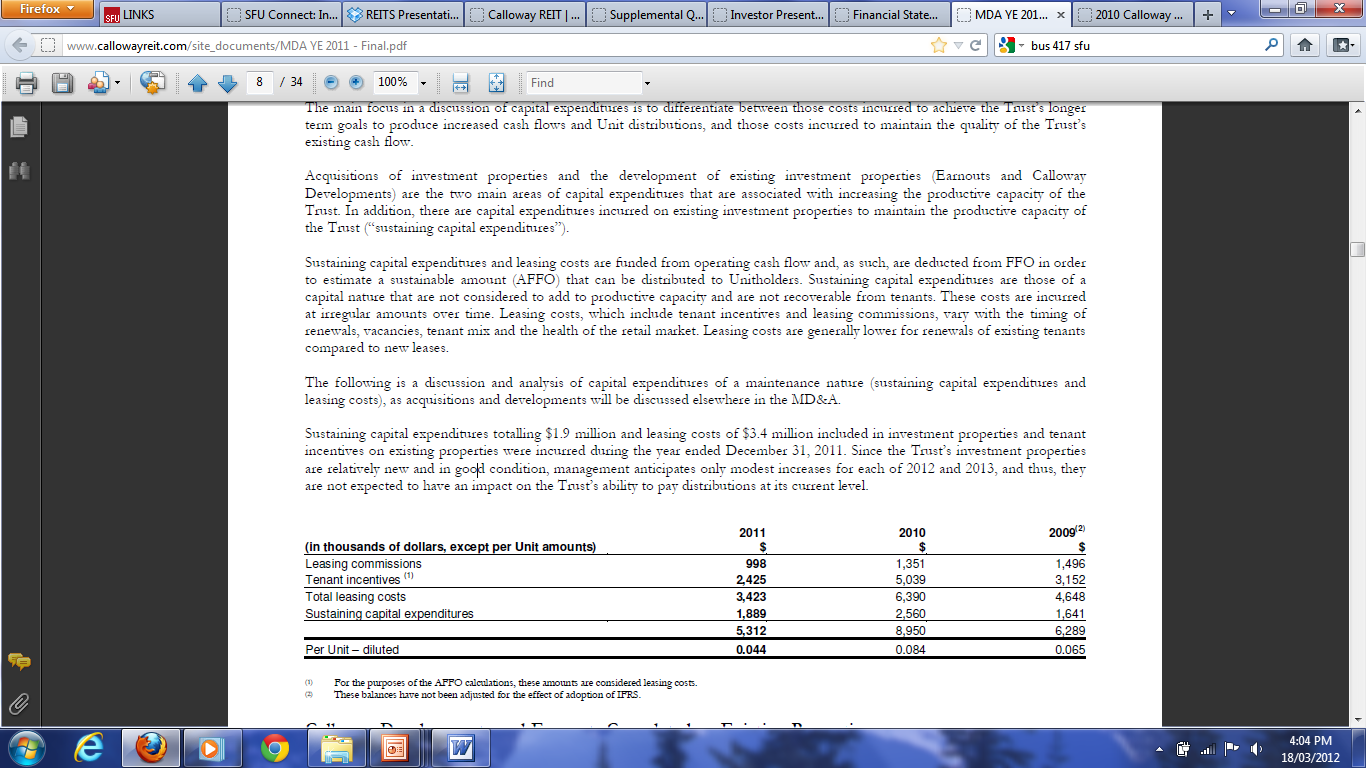 Firefox
LINKS
SFU Connect: In...
REITS Presentati...
Calloway REIT | ...
Supplemental Q...
Investor Present...
Financial State...
MDA YE 201...
2010 Calloway ...
www.callowayreit.com/site_documents/MDA YE 2011 - Final.pdf
bus 417 sfu
8 / 34
100%
Find
The main focus in a discussion of capital expenditures is to differentiate between those costs incurred to achieve the Trust's longer
term goals to produce increased cash flows and Unit distributions, and those costs incurred to maintain the quality of the Trust's
existing cash flow.
Acquisitions of investment properties and the development of existing investment properties (Earnouts and Calloway
Developments) are the two main areas of capital expenditures that are associated with increasing the productive capacity of the
Trust. In addition, there are capital expenditures incurred on existing investment properties to maintain the productive capacity of
the Trust ("sustaining capital expenditures").
Sustaining capital expenditures and leasing costs are funded from operating cash flow and, as such, are deducted from FFO in order
to estimate a sustainable amount (AFFO) that can be distributed to Unitholders. Sustaining capital expenditures are those of a
capital nature that are not considered to add to productive capacity and are not recoverable from tenants. These costs are incurred
at irregular amounts over time. Leasing costs, which include tenant incentives and leasing commissions, vary with the timing of
renewals, vacancies, tenant mix and the health of the retail market. Leasing costs are generally lower for renewals of existing tenants
compared to new leases.
The following is a discussion and analysis of capital expenditures of a maintenance nature (sustaining capital expenditures and
leasing costs), as acquisitions and developments will be discussed elsewhere in the MD&A.
Sustaining capital expenditures totalling $1.9 million and leasing costs of $3.4 million included in investment properties and tenant
incentives on existing properties were incurred during the year ended December 31, 2011. Since the Trust's investment properties
are relatively new and in good condition, management anticipates only modest increases for each of 2012 and 2013, and thus, they
are not expected to have an impact on the Trust's ability to pay distributions at its current level.
2011 2010 2009(2)
(in thousands of dollars, except per Unit amounts) $ $ $
Leasing commissions 998 1,351 1,496
Tenant incentives (1) 2,425 5,039 3,152
Total leasing costs 3,423 6,390 4,648
Sustaining capital expenditures 1,889 2,560 1,641
5,312 8,950 6,289
Per Unit – diluted 0.044 0.084 0.065
(1) For the purposes of the AFFO calculations, these amounts are considered leasing costs.
(2) These balances have not been adjusted for the effect of adoption of IFRS.
4:04 PM
18/03/2012